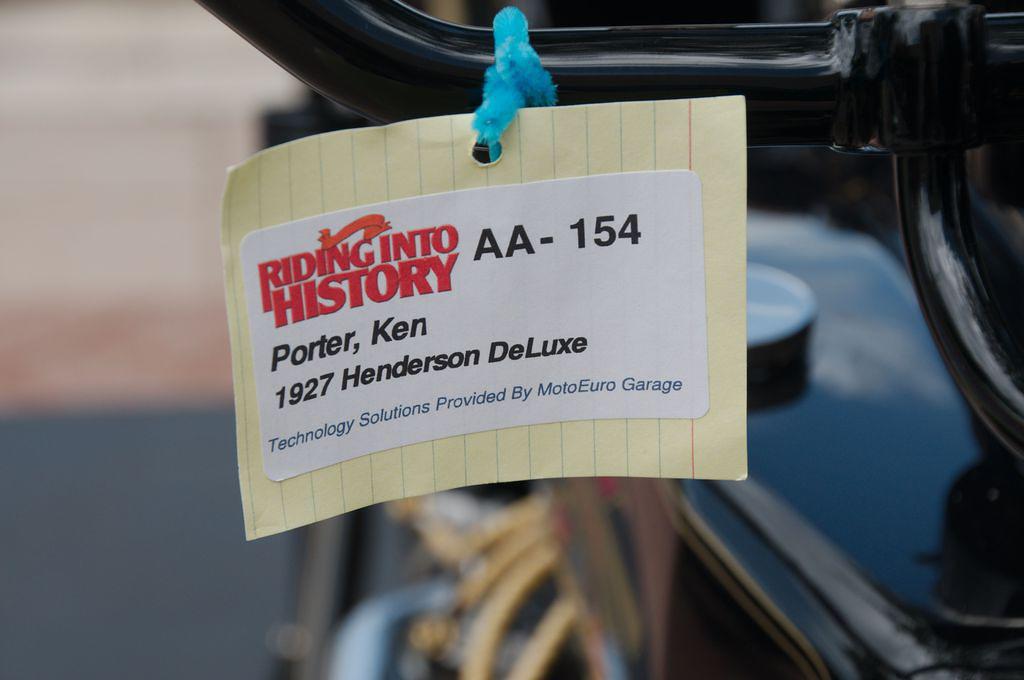 RIDING INTO
HISTORY
AA- 154
Porter, Ken
1927 Henderson DeLuxe
Technology Solutions Provided By MotoEuro Garage